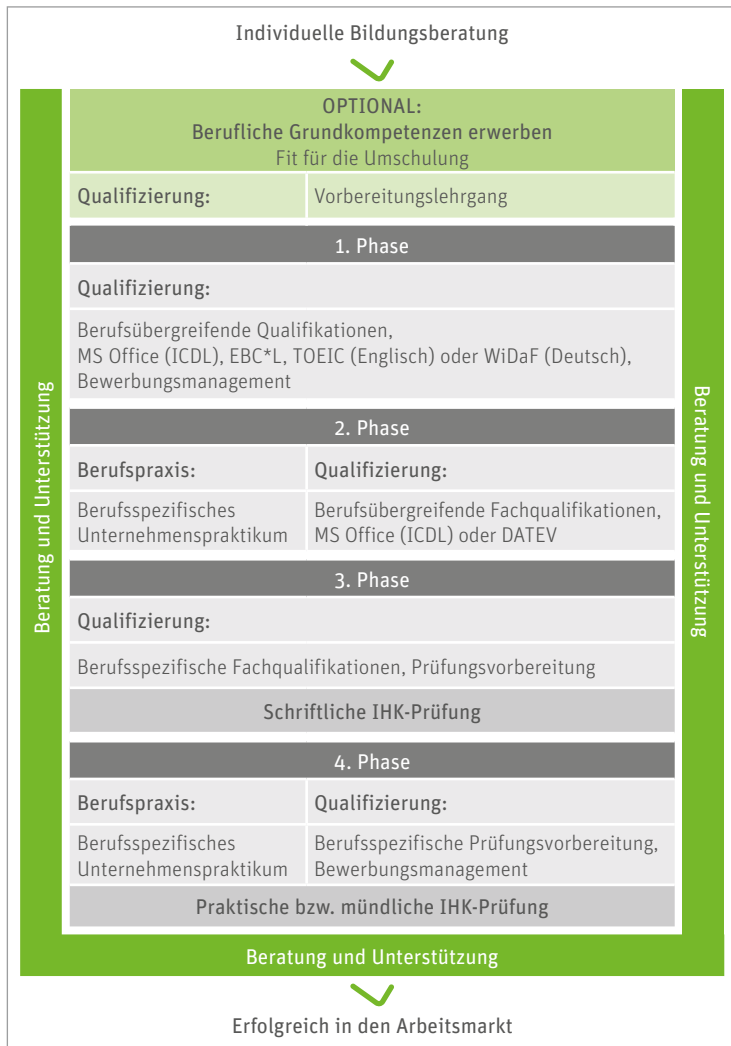 Individuelle Bildungsberatung
Beratung und Unterstützung
OPTIONAL:
Berufliche Grundkompetenzen erwerben
Fit für die Umschulung
Qualifizierung:
Vorbereitungslehrgang
1. Phase
Qualifizierung:
Berufsübergreifende Qualifikationen,
MS Office (ICDL), EBC*L, TOEIC (Englisch) oder WiDaF (Deutsch),
Bewerbungsmanagement
2. Phase
Berufspraxis:
Berufsspezifisches
Unternehmenspraktikum
Qualifizierung:
Berufsübergreifende Fachqualifikationen,
MS Office (ICDL) oder DATEV
3. Phase
Qualifizierung:
Berufsspezifische Fachqualifikationen, Prüfungsvorbereitung
Schriftliche IHK-Prüfung
4. Phase
Berufspraxis:
Berufsspezifisches
Unternehmenspraktikum
Qualifizierung:
Berufsspezifische Prüfungsvorbereitung,
Bewerbungsmanagement
Praktische bzw. mündliche IHK-Prüfung
Beratung und Unterstützung
Beratung und Unterstützung
Erfolgreich in den Arbeitsmarkt